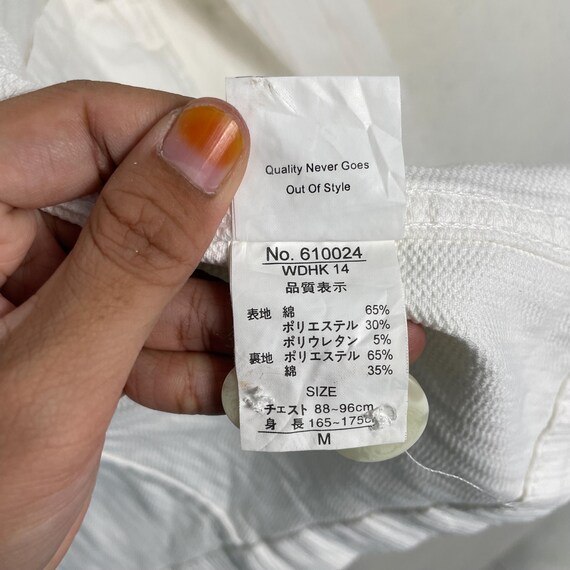 Quality Never Goes
Out Of Style
No. 610024
WDHK 14
品質表示
表地 綿 65%
ポリエステル 30%
ポリウレタン 5%
裏地 ポリエステル 65%
綿 35%
SIZE
チェスト 88~96cm
身 長 165~175cm
M